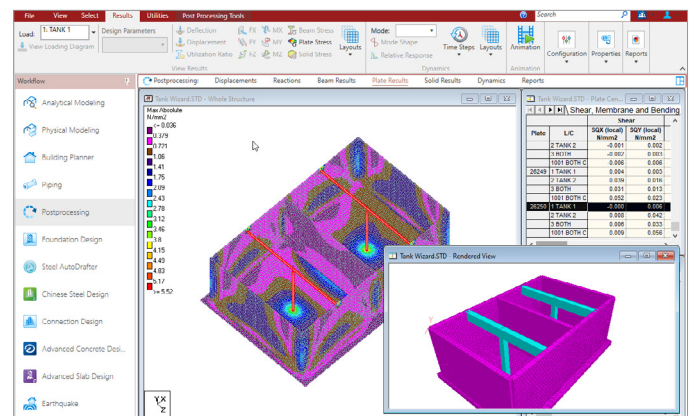 File View Select Results Utilities Post Processing Tools Search
Load: 1: TANK 1 Design Parameters
View Loading Diagram
Deflection FX MX Beam Stress
Displacement FY MY Plate Stress
Utilization Ratio FZ MZ Solid Stress
Layouts
View Results
Mode:
Mode Shape
Relative Response
Time Steps Layouts
Dynamics
Animation
Animation
Configuration Properties Reports
Workflow
Postprocessing: Displacements Reactions Beam Results Plate Results Solid Results Dynamics Reports
Analytical Modeling
Physical Modeling
Building Planner
Piping
Postprocessing
Foundation Design
Steel AutoDrafter
Chinese Steel Design
Connection Design
Advanced Concrete Desi...
Advanced Slab Design
Earthquake
Tank Wizard.STD - Whole Structure
Max Absolute
N/mm2
<= 0.036
0.379
0.721
1.06
1.41
1.75
2.09
2.43
2.78
3.12
3.46
3.8
4.15
4.49
4.83
5.17
>= 5.52
Y X
Z
Tank Wizard.STD - Plate Cen...
Shear, Membrane and Bending
Shear
Plate L/C SQX (local) N/mm2 SQY (local) N/mm2
2 TANK 2 -0.001 0.002
3 BOTH -0.002 0.003
1001 BOTH C 0.006 0.006
26249 1 TANK 1 0.004 0.003
2 TANK 2 0.039 0.016
3 BOTH 0.031 0.013
1001 BOTH C 0.052 0.023
26250 1 TANK 1 -0.000 0.006
2 TANK 2 0.008 0.042
3 BOTH 0.006 0.033
1001 BOTH C 0.009 0.056
Tank Wizard.STD - Rendered View
Y